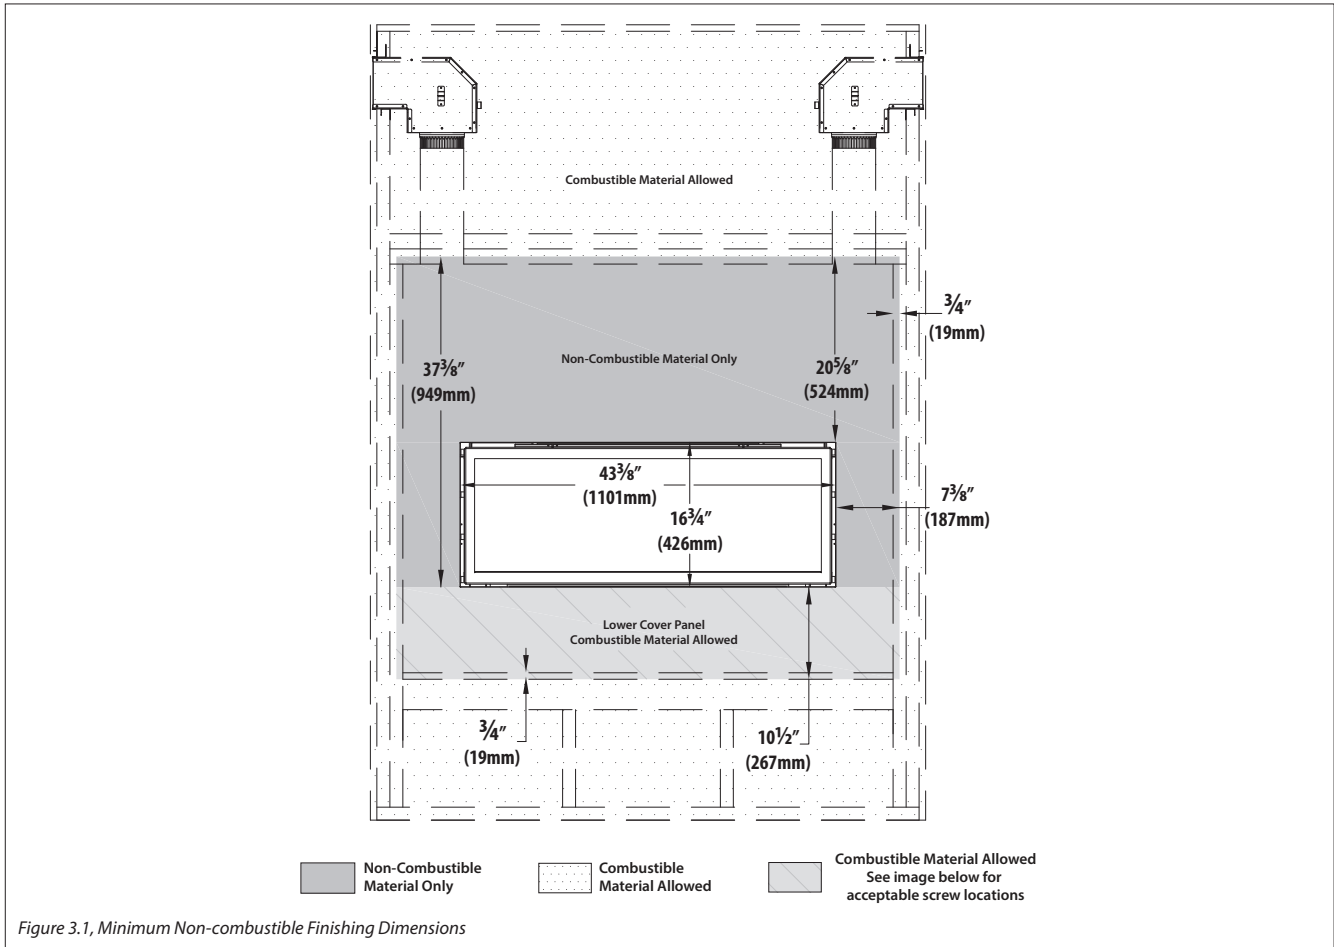 Combustible Material Allowed
3/4"
(19mm)
Non-Combustible Material Only
37 3/8"
(949mm)
20 5/8"
(524mm)
43 3/8"
(1101mm)
16 3/4"
(426mm)
7 3/8"
(187mm)
Lower Cover Panel
Combustible Material Allowed
3/4"
(19mm)
10 1/2"
(267mm)
Non-Combustible
Material Only
Combustible
Material Allowed
Combustible Material Allowed
See image below for
acceptable screw locations
Figure 3.1, Minimum Non-combustible Finishing Dimensions